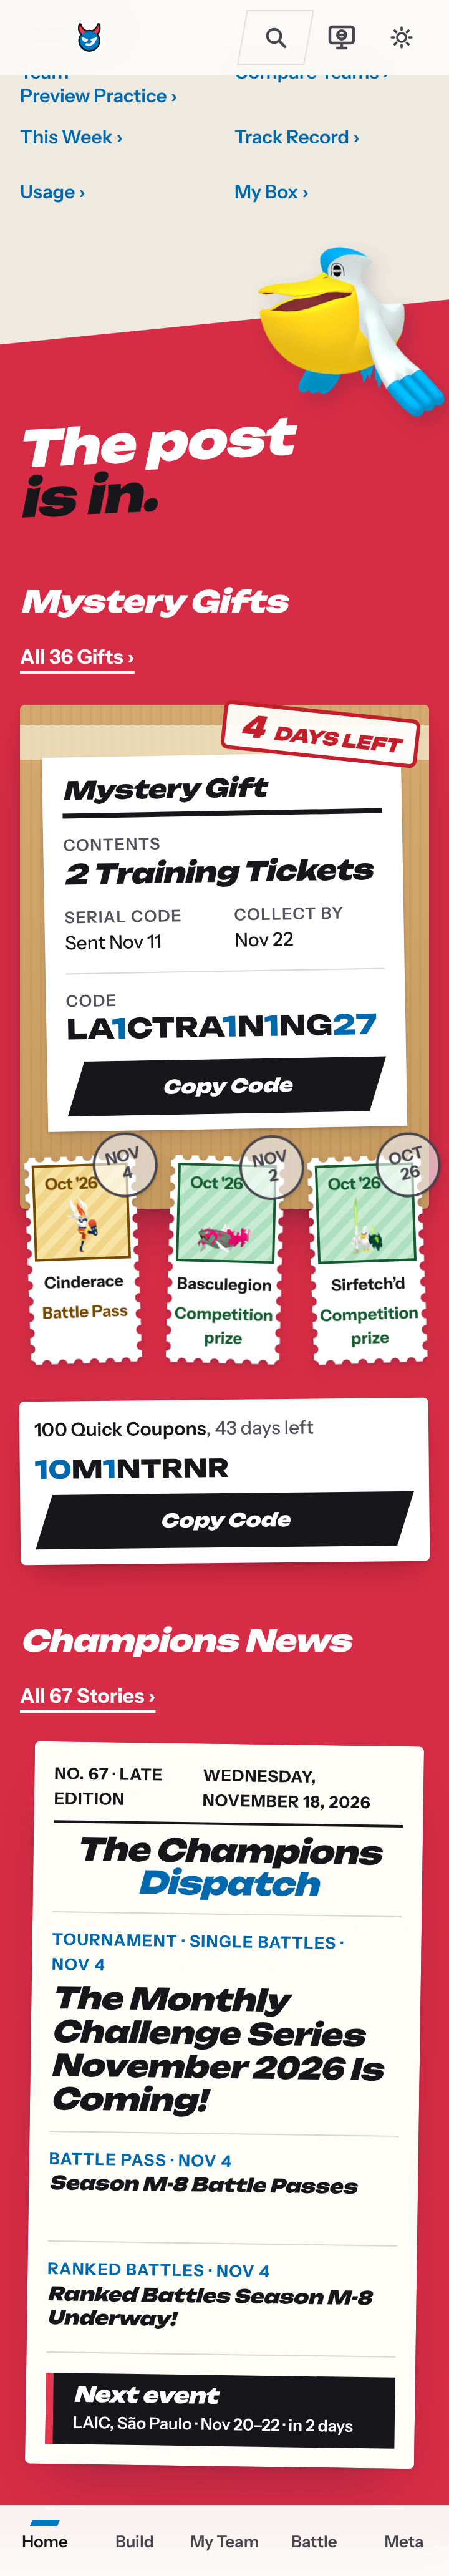 Team
Compare Teams ›
Preview Practice ›
This Week ›
Track Record ›
Usage ›
My Box ›
The post
is in.
Mystery Gifts
All 36 Gifts ›
4 DAYS LEFT
Mystery Gift
CONTENTS
2 Training Tickets
SERIAL CODE
COLLECT BY
Sent Nov 11
Nov 22
CODE
LA1CTRA1N1NG27
Copy Code
NOV
4
Oct '26
Cinderace
Battle Pass
NOV
2
Oct '26
Basculegion
Competition
prize
OCT
26
Oct '26
Sirfetch'd
Competition
prize
100 Quick Coupons, 43 days left
10M1NTRNR
Copy Code
Champions News
All 67 Stories ›
NO. 67 · LATE
EDITION
WEDNESDAY,
NOVEMBER 18, 2026
The Champions
Dispatch
TOURNAMENT · SINGLE BATTLES ·
NOV 4
The Monthly
Challenge Series
November 2026 Is
Coming!
BATTLE PASS · NOV 4
Season M-8 Battle Passes
RANKED BATTLES · NOV 4
Ranked Battles Season M-8
Underway!
Next event
LAIC, São Paulo · Nov 20–22 · in 2 days
Home
Build
My Team
Battle
Meta